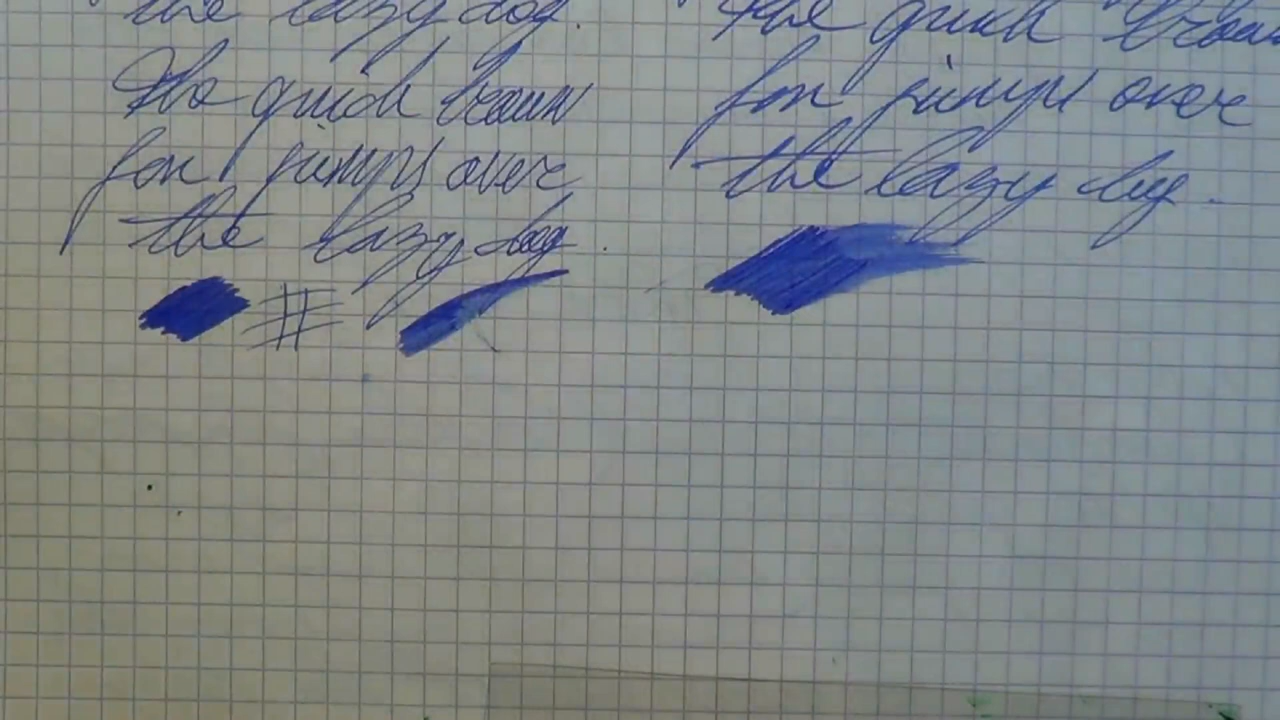 the lazy dog.
The quick brown
fox jumps over
the lazy dog.
the quick brown
fox jumps over
the lazy dog.